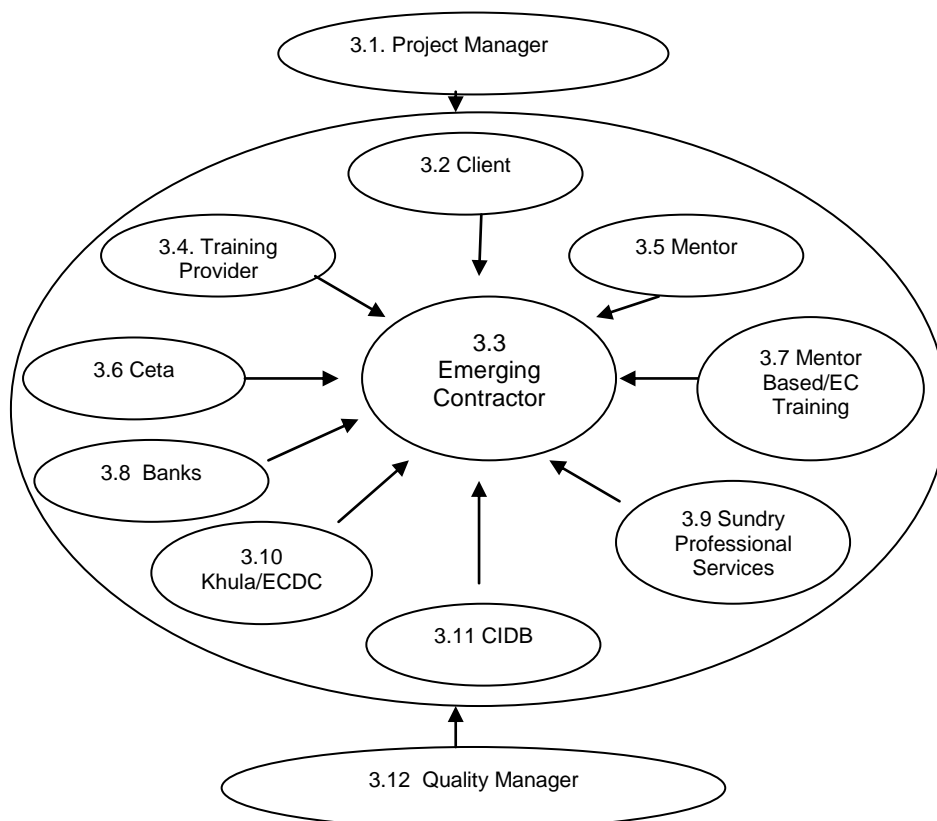 3.1. Project Manager
3.2 Client
3.4. Training
Provider
3.5 Mentor
3.3
Emerging
Contractor
3.6 Ceta
3.7 Mentor
Based/EC
Training
3.8 Banks
3.9 Sundry
Professional
Services
3.10
Khula/ECDC
3.11 CIDB
3.12 Quality Manager